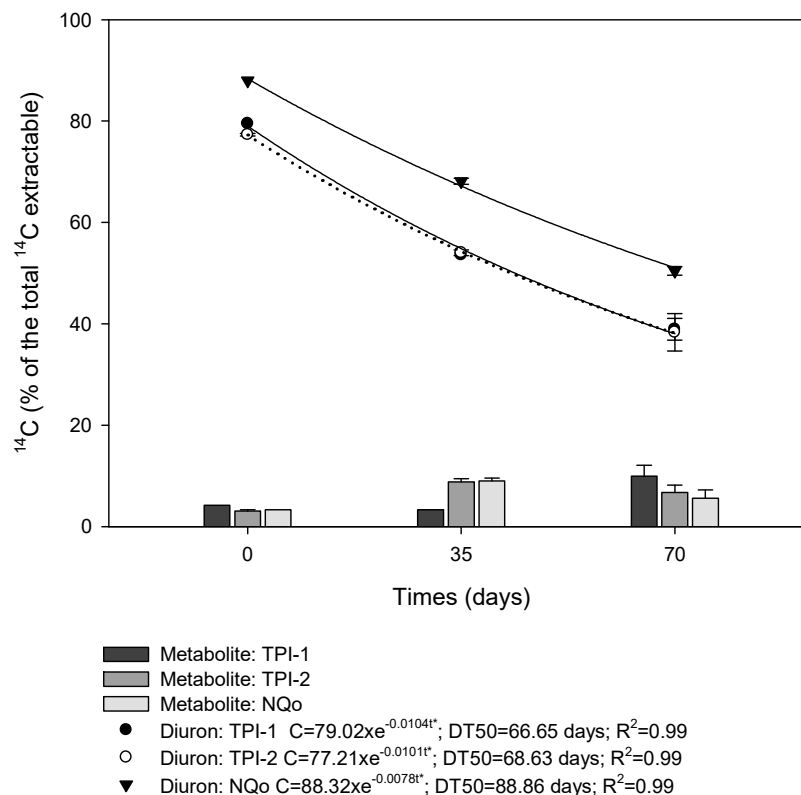 100
80
60
40
20
0
¹⁴C (% of the total ¹⁴C extractable)
0 35 70
Times (days)
Metabolite: TPI-1
Metabolite: TPI-2
Metabolite: NQo
Diuron: TPI-1 C=79.02xe^-0.0104t*; DT50=66.65 days; R²=0.99
Diuron: TPI-2 C=77.21xe^-0.0101t*; DT50=68.63 days; R²=0.99
Diuron: NQo C=88.32xe^-0.0078t*; DT50=88.86 days; R²=0.99